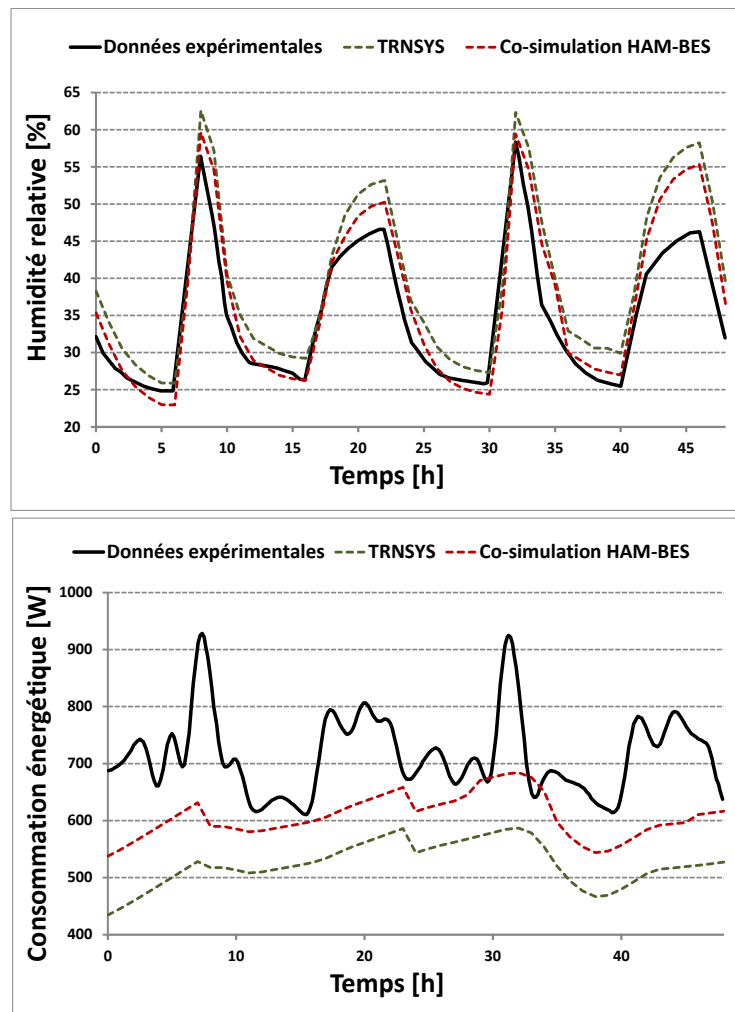 Données expérimentales TRNSYS Co-simulation HAM-BES
Humidité relative [%]
65
60
55
50
45
40
35
30
25
20
0 5 10 15 20 25 30 35 40 45
Temps [h]
Données expérimentales TRNSYS Co-simulation HAM-BES
Consommation énergétique [W]
1000
900
800
700
600
500
400
0 10 20 30 40
Temps [h]